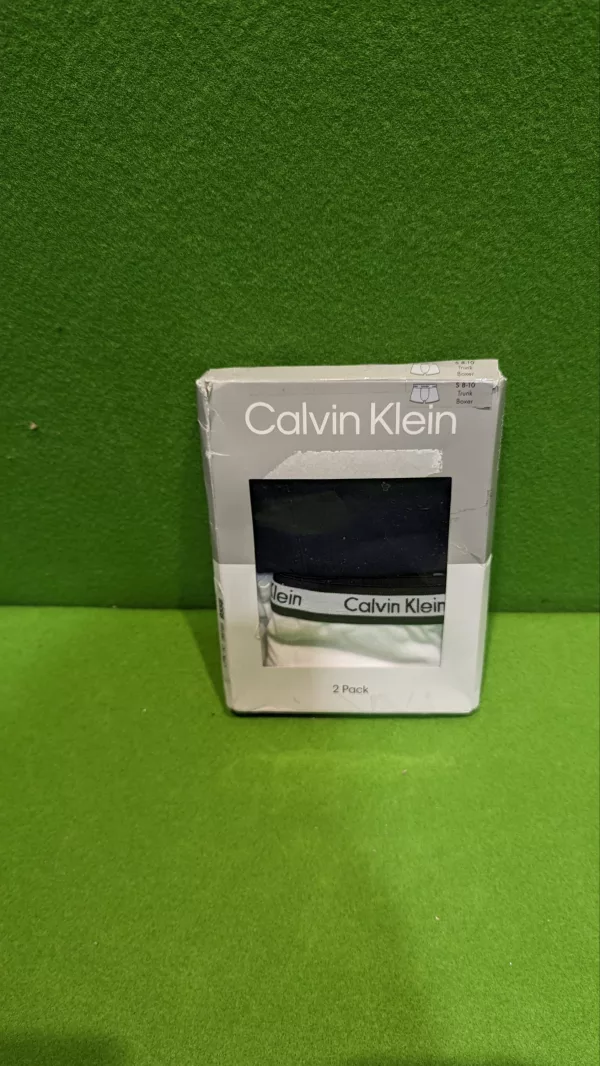 S 8-10
Trunk
Boxer
S 8-10
Trunk
Boxer
Calvin Klein
lein
Calvin Klein
2 Pack